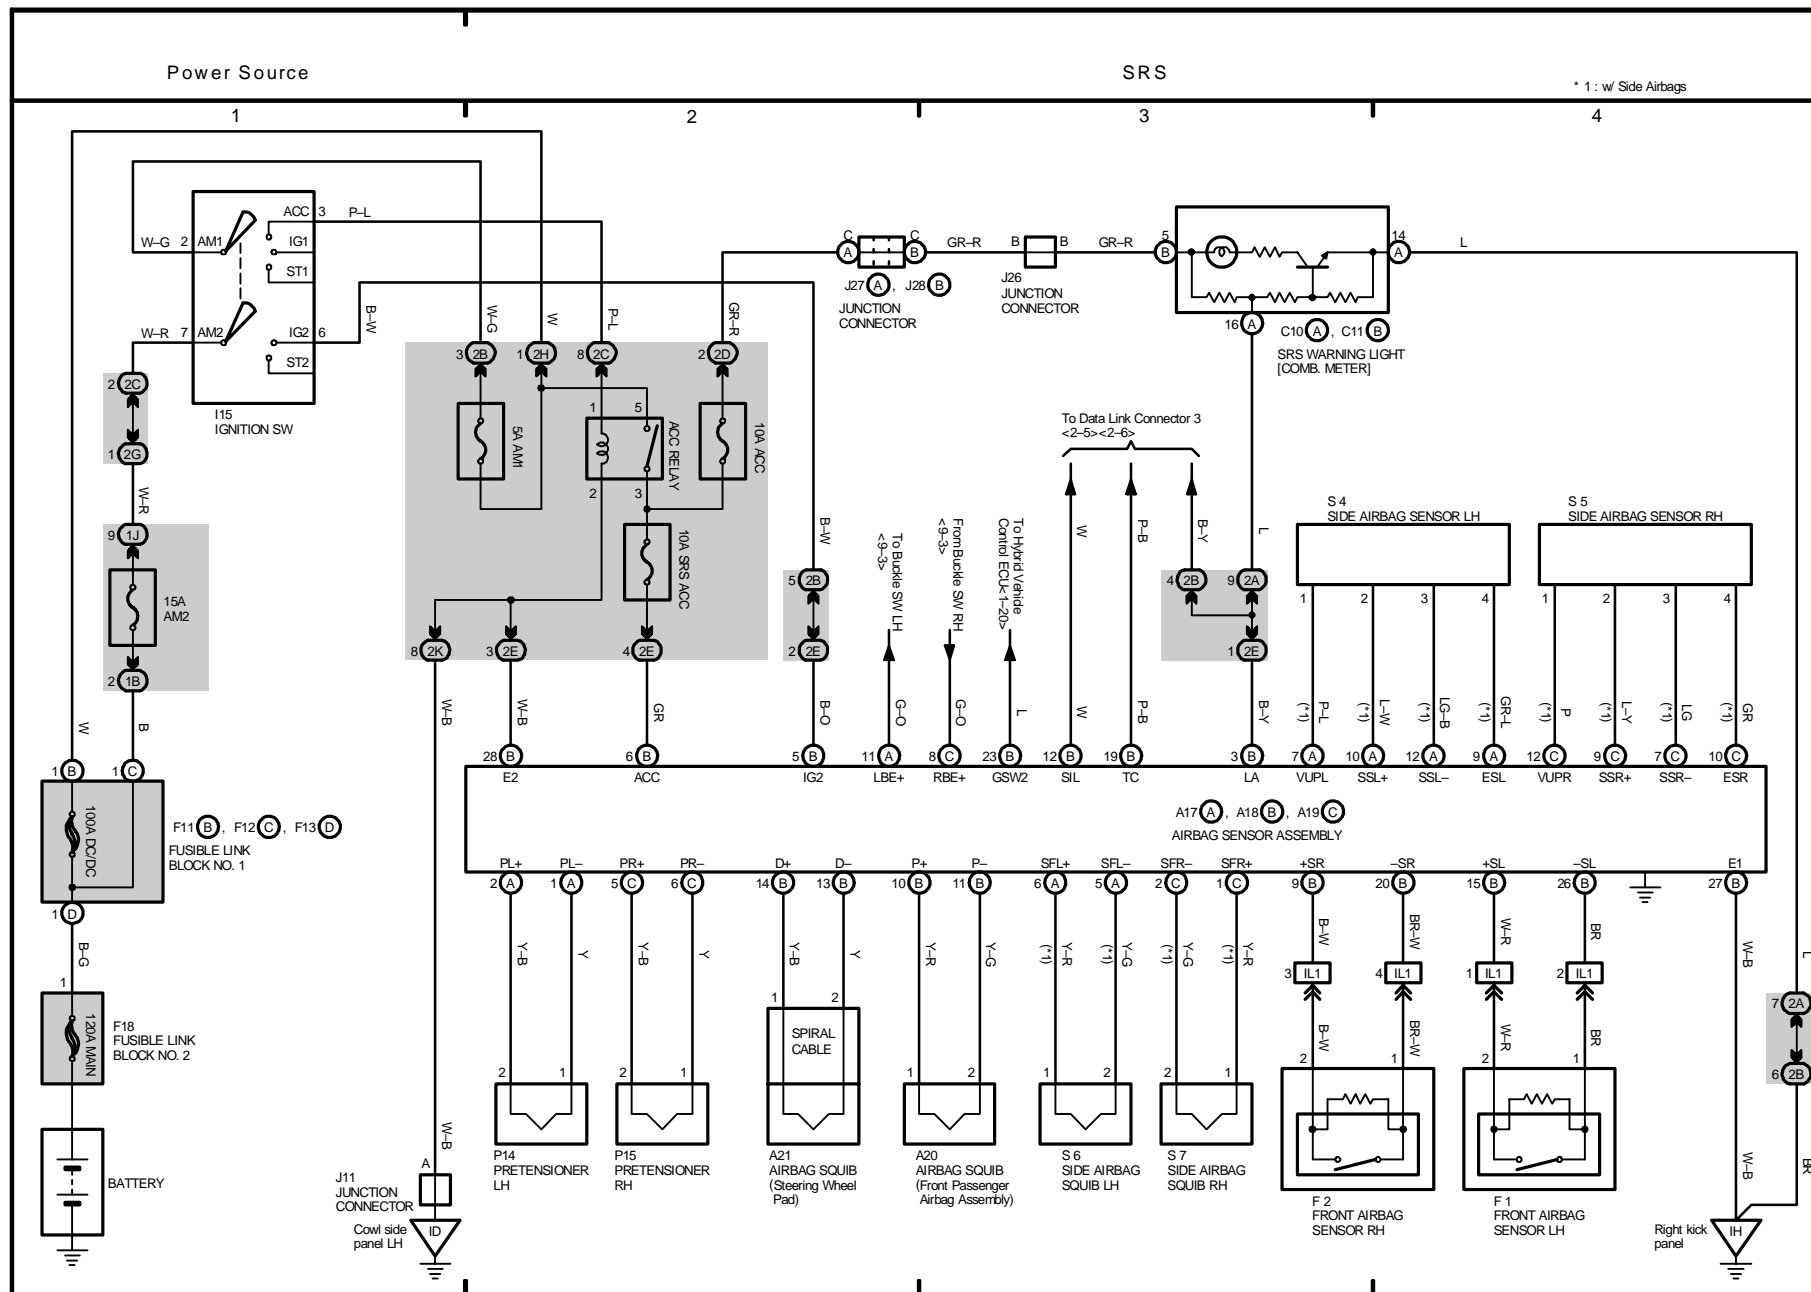 Power Source
SRS
* 1 : w/ Side Airbags
1
2
3
4
ACC 3 P–L
W–G 2 AM1
IG1
ST1
W–R 7 AM2
IG2 6
ST2
I15
IGNITION SW
B–W
W–G
W
P–L
GR–R
C
A
C
B
GR–R
B
B
GR–R
5
B
14
A
L
J27 A , J28 B
JUNCTION
CONNECTOR
J26
JUNCTION
CONNECTOR
16 A
C10 A , C11 B
SRS WARNING LIGHT
[COMB. METER]
3 2B
1 2H
8 2C
2 2D
2 2C
1 2G
W–R
9 1J
15A
AM2
2 1B
W
B
5A AM1
1
5
ACC RELAY
2
3
10A ACC
10A SRS ACC
8 2K
3 2E
4 2E
B–W
5 2B
2 2E
To Data Link Connector 3
<2–5><2–6>
To Buckle SW LH
<9–3>
From Buckle SW RH
<9–3>
To Hybrid Vehicle
Control ECU<1–20>
W
P–B
B–Y
L
4 2B
9 2A
1 2E
S 4
SIDE AIRBAG SENSOR LH
1
2
3
4
S 5
SIDE AIRBAG SENSOR RH
1
2
3
4
W–B
W–B
GR
B–O
G–O
G–O
L
W
P–B
B–Y
(*1) P–L
(*1) L–W
(*1) LG–B
(*1) GR–L
(*1) P
(*1) L–Y
(*1) LG
(*1) GR
28 B
6 B
5 B
11 A
8 C
23 B
12 B
19 B
3 B
7 A
10 A
12 A
9 A
12 C
9 C
7 C
10 C
E2
ACC
IG2
LBE+
RBE+
GSW2
SIL
TC
LA
VUPL
SSL+
SSL–
ESL
VUPR
SSR+
SSR–
ESR
A17 A , A18 B , A19 C
AIRBAG SENSOR ASSEMBLY
1 B
1 C
100A DC/DC
F11 B , F12 C , F13 D
FUSIBLE LINK
BLOCK NO. 1
1 D
B–G
1
120A MAIN
F18
FUSIBLE LINK
BLOCK NO. 2
BATTERY
PL+
PL–
PR+
PR–
D+
D–
P+
P–
SFL+
SFL–
SFR–
SFR+
+SR
–SR
+SL
–SL
E1
2 A
1 A
5 C
6 C
14 B
13 B
10 B
11 B
6 A
5 A
2 C
1 C
9 B
20 B
15 B
26 B
27 B
Y–B
Y
Y–B
Y
Y–B
Y
Y–R
Y–G
(*1) Y–R
(*1) Y–G
(*1) Y–G
(*1) Y–R
B–W
BR–W
W–R
BR
W–B
L
3 IL1
4 IL1
1 IL1
2 IL1
7 2A
6 2B
B–W
BR–W
W–R
BR
1
2
SPIRAL
CABLE
2
1
2
1
1
2
1
2
2
1
2
1
2
1
W–B
A
J11
JUNCTION
CONNECTOR
Cowl side
panel LH
ID
P14
PRETENSIONER
LH
P15
PRETENSIONER
RH
A21
AIRBAG SQUIB
(Steering Wheel
Pad)
A20
AIRBAG SQUIB
(Front Passenger
Airbag Assembly)
S 6
SIDE AIRBAG
SQUIB LH
S 7
SIDE AIRBAG
SQUIB RH
F 2
FRONT AIRBAG
SENSOR RH
F 1
FRONT AIRBAG
SENSOR LH
W–B
BR
Right kick
panel
IH